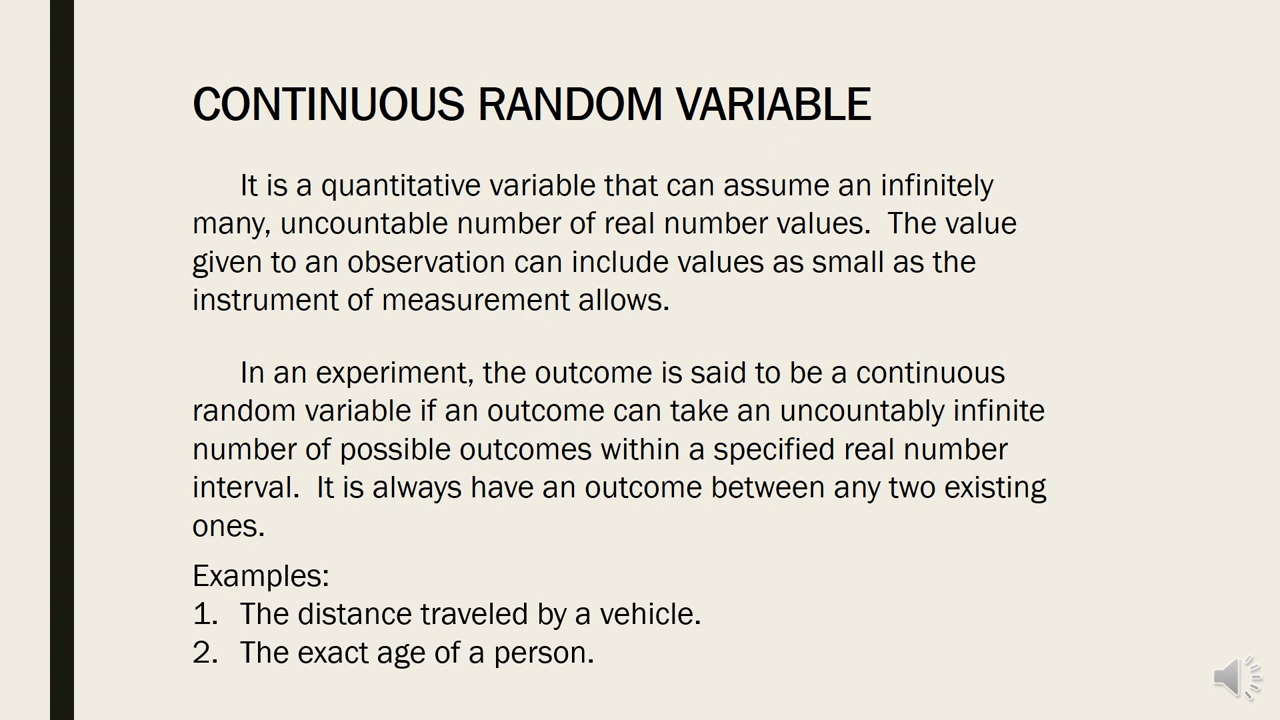 CONTINUOUS RANDOM VARIABLE
It is a quantitative variable that can assume an infinitely
many, uncountable number of real number values.  The value
given to an observation can include values as small as the
instrument of measurement allows.
In an experiment, the outcome is said to be a continuous
random variable if an outcome can take an uncountably infinite
number of possible outcomes within a specified real number
interval.  It is always have an outcome between any two existing
ones.
Examples:
1. The distance traveled by a vehicle.
2. The exact age of a person.